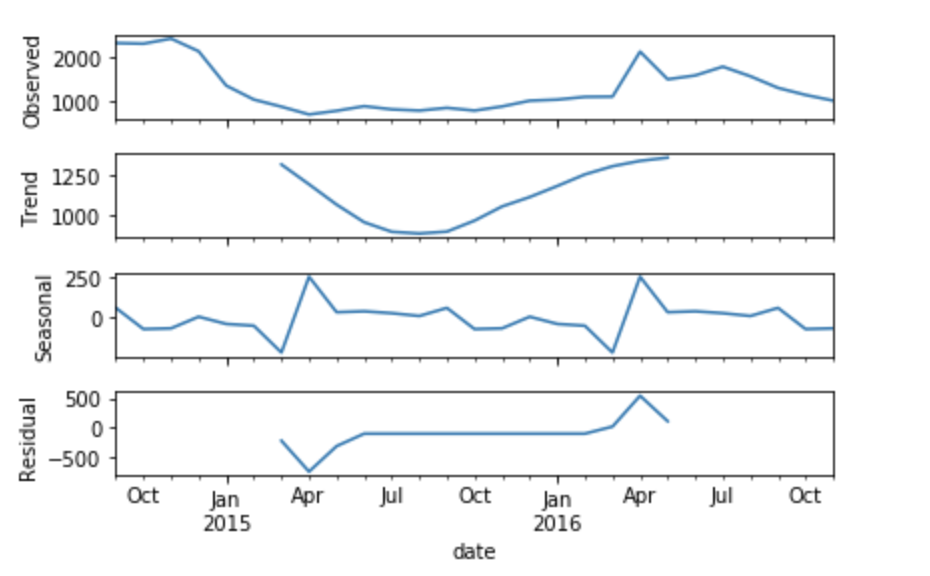 Observed
2000
1000
Trend
1250
1000
Seasonal
250
0
Residual
500
0
−500
Oct Jan Apr Jul Oct Jan Apr Jul Oct
2015 2016
date